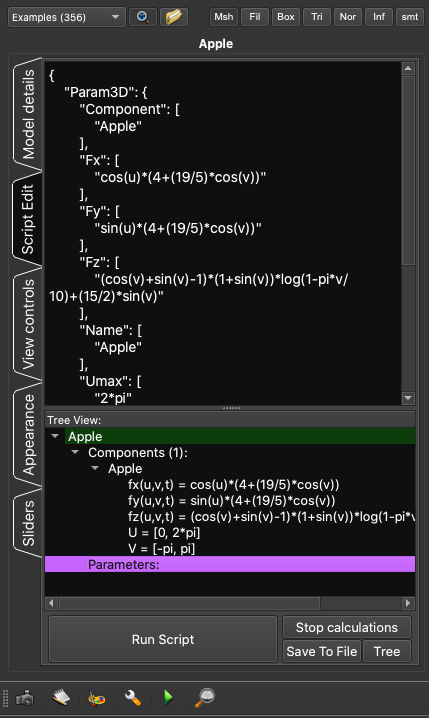 Examples (356) Msh Fil Box Tri Nor Inf smt
Apple
Model details
Script Edit
View controls
Appearance
Sliders
{
"Param3D": {
"Component": [
"Apple"
],
"Fx": [
"cos(u)*(4+(19/5)*cos(v))"
],
"Fy": [
"sin(u)*(4+(19/5)*cos(v))"
],
"Fz": [
"(cos(v)+sin(v)-1)*(1+sin(v))*log(1-pi*v/
10)+(15/2)*sin(v)"
],
"Name": [
"Apple"
],
"Umax": [
"2*pi"
Tree View:
Apple
Components (1):
Apple
fx(u,v,t) = cos(u)*(4+(19/5)*cos(v))
fy(u,v,t) = sin(u)*(4+(19/5)*cos(v))
fz(u,v,t) = (cos(v)+sin(v)-1)*(1+sin(v))*log(1-pi*v
U = [0, 2*pi]
V = [-pi, pi]
Parameters:
Run Script
Stop calculations
Save To File Tree